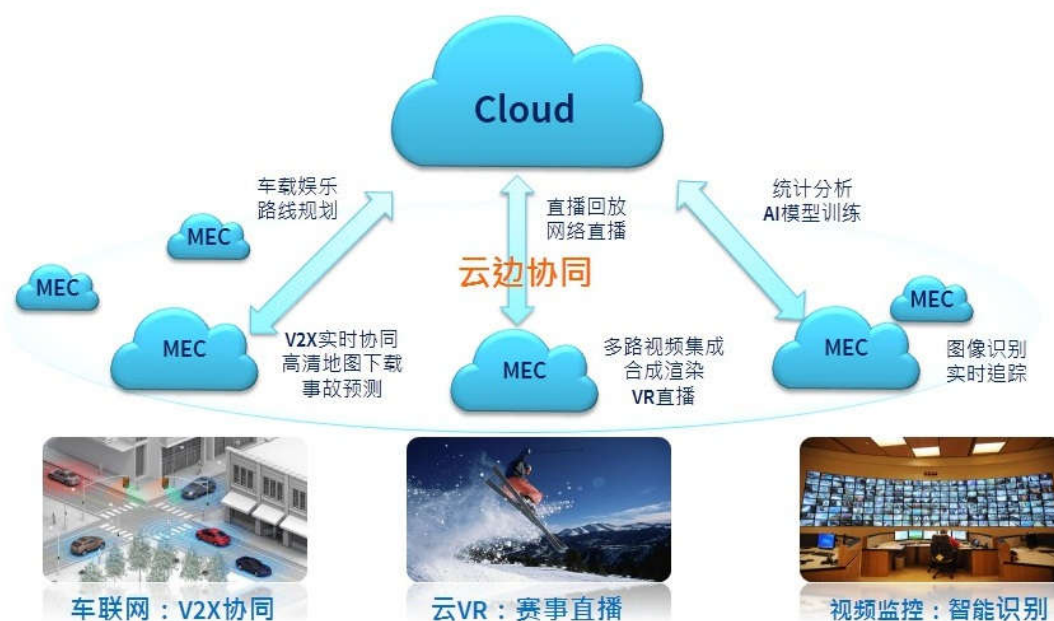 Cloud
车载娱乐
路线规划
直播回放
网络直播
统计分析
AI模型训练
MEC
MEC
云边协同
MEC
MEC
V2X实时协同
高清地图下载
事故预测
MEC
多路视频集成
合成渲染
VR直播
MEC
图像识别
实时追踪
车联网：V2X协同
云VR：赛事直播
视频监控：智能识别